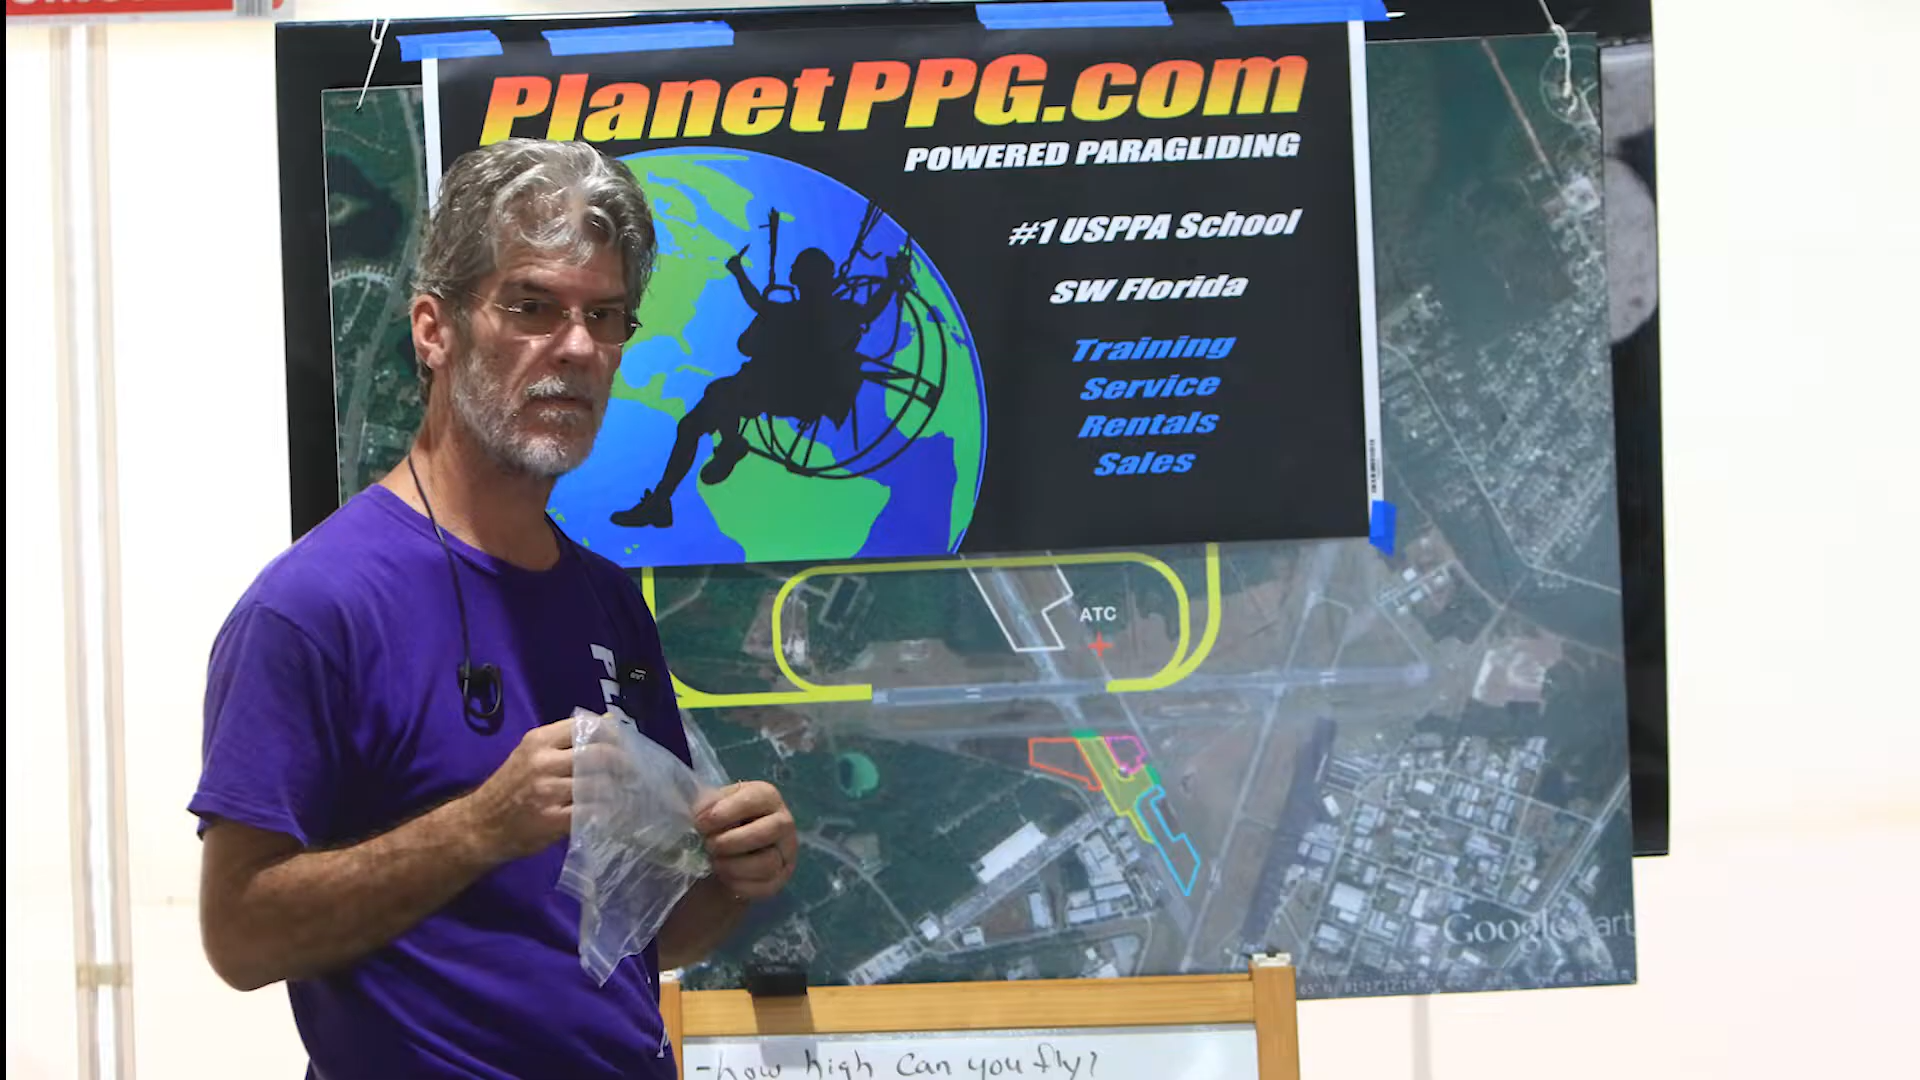 PlanetPPG.com
POWERED PARAGLIDING
#1 USPPA School
SW Florida
Training
Service
Rentals
Sales
ATC
Google
-how high can you fly?